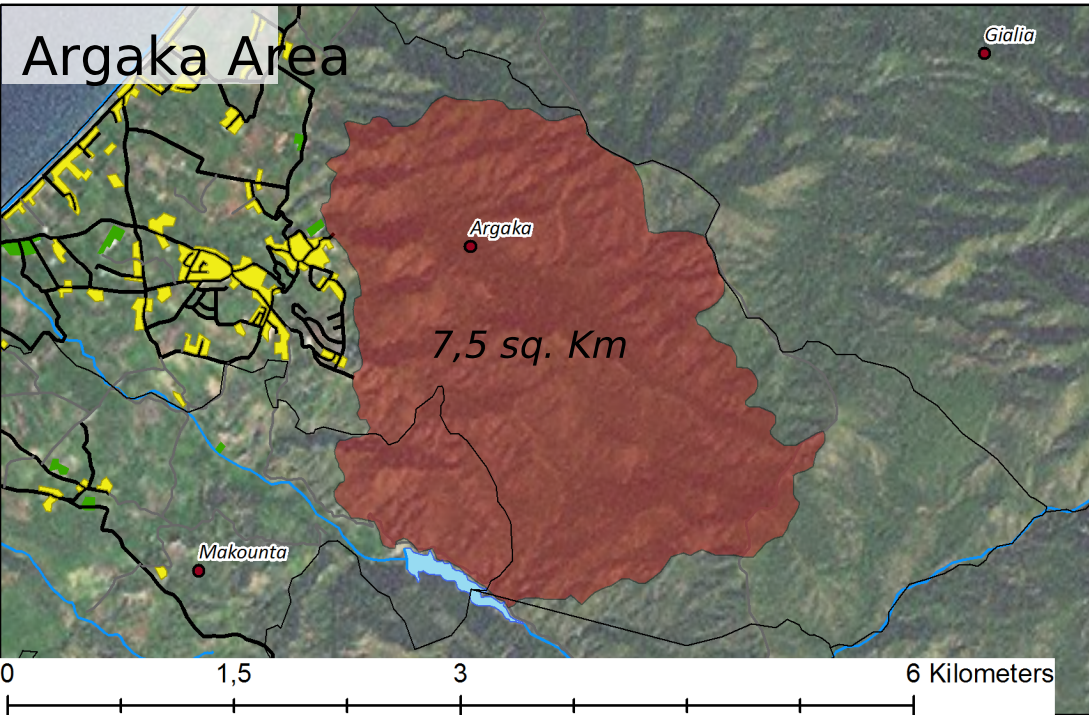 Argaka Area
Gialia
Argaka
7,5 sq. Km
Makounta
0 1,5 3 6 Kilometers